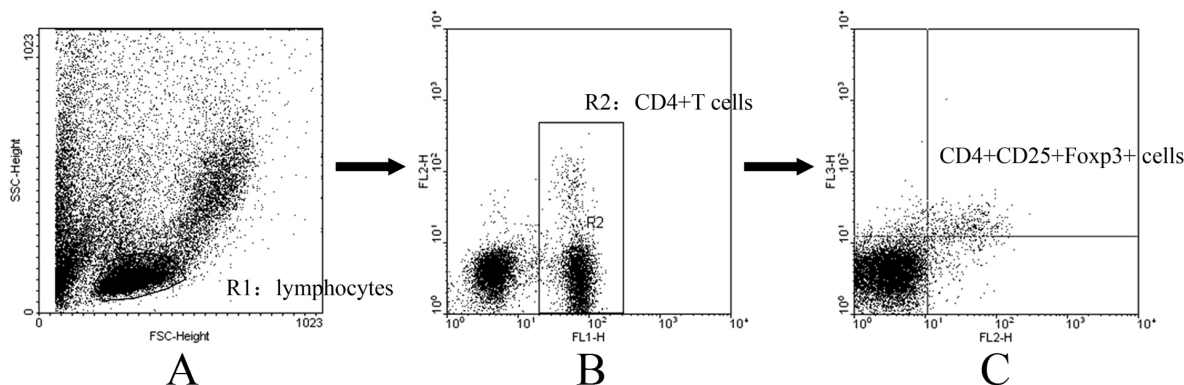 1023
SSC-Height
0
R1：lymphocytes
0
1023
FSC-Height
A
10⁴
10³
10²
10¹
10⁰
FL2-H
R2：CD4+T cells
R2
10⁰
10¹
10²
10³
10⁴
FL1-H
B
10⁴
10³
10²
10¹
10⁰
FL3-H
CD4+CD25+Foxp3+ cells
10⁰
10¹
10²
10³
10⁴
FL2-H
C